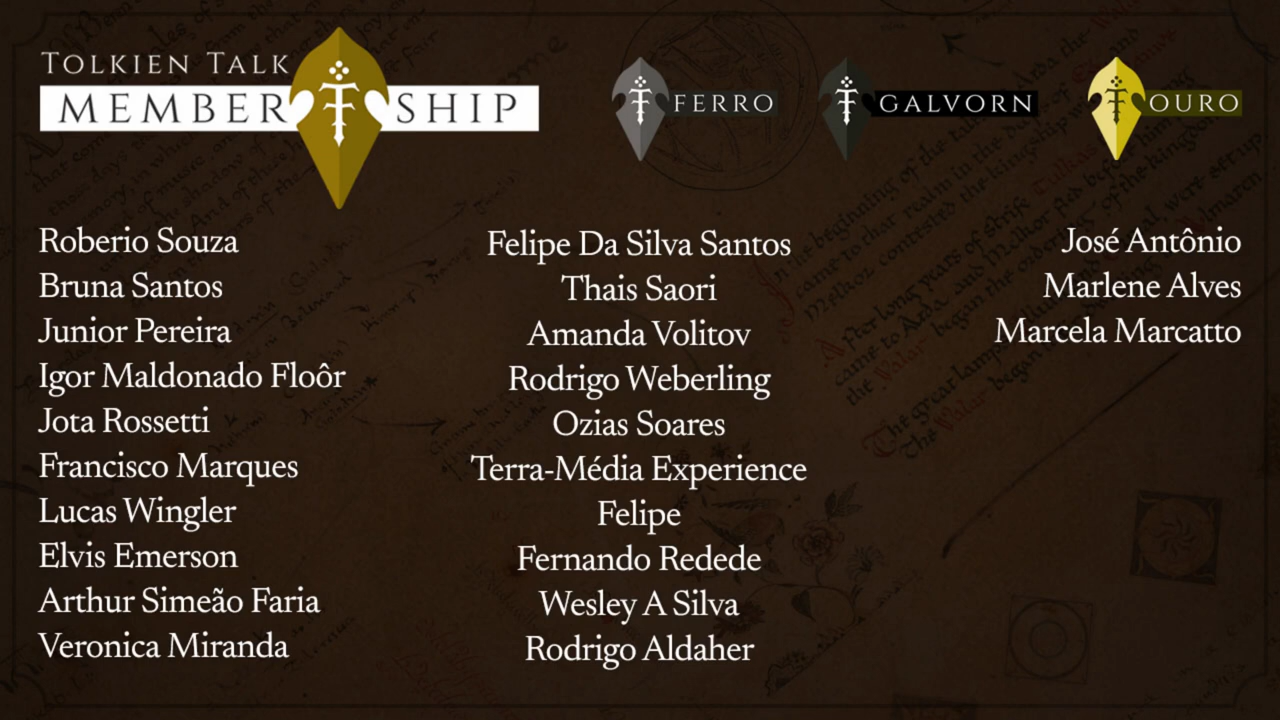 TOLKIEN TALK
MEMBERSHIP
FERRO
GALVORN
OURO
Roberio Souza
Bruna Santos
Junior Pereira
Igor Maldonado Floôr
Jota Rossetti
Francisco Marques
Lucas Wingler
Elvis Emerson
Arthur Simeão Faria
Veronica Miranda
Felipe Da Silva Santos
Thais Saori
Amanda Volitov
Rodrigo Weberling
Ozias Soares
Terra-Média Experience
Felipe
Fernando Redede
Wesley A Silva
Rodrigo Aldaher
José Antônio
Marlene Alves
Marcela Marcatto